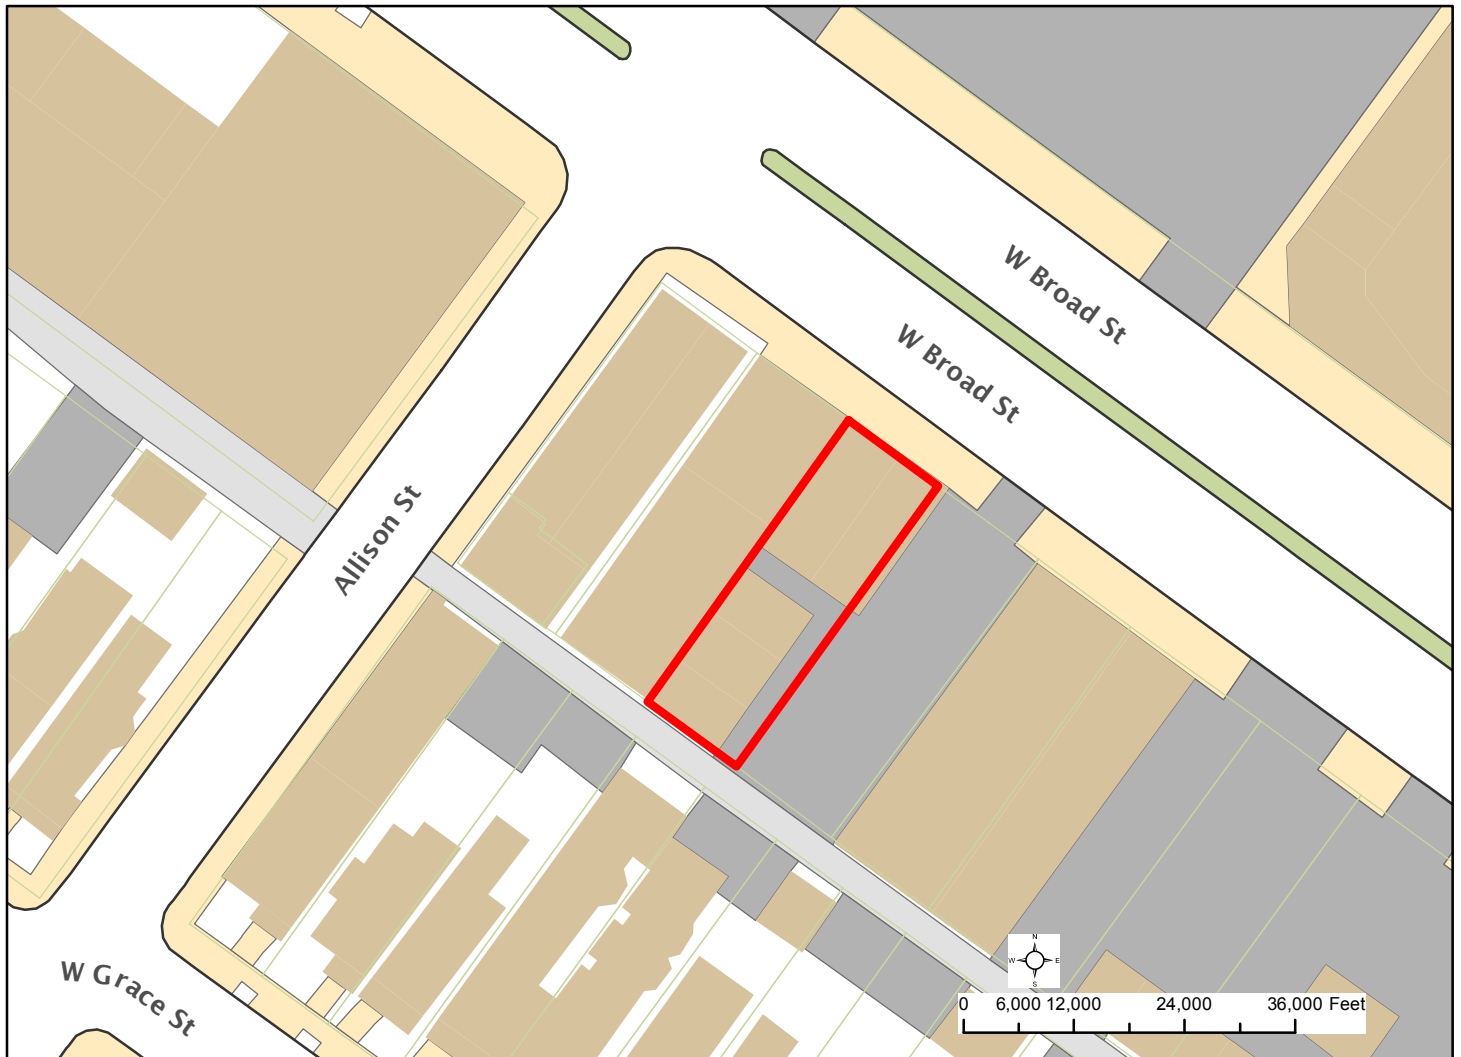 W Broad St
W Broad St
Allison St
W Grace St
N
W E
S
0 6,000 12,000 24,000 36,000 Feet